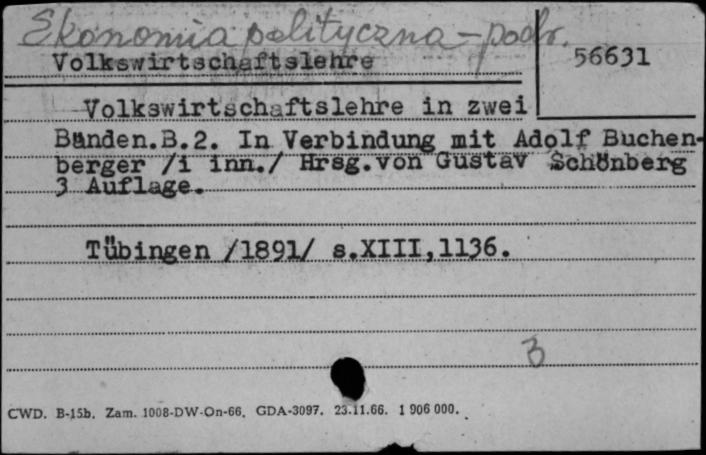 Ekonomia polityczna – podr.
Volkswirtschaftslehre
56631
Volkswirtschaftslehre in zwei
Bänden.B.2. In Verbindung mit Adolf Buchen-
berger /i inn./ Hrsg.von Gustav Schönberg
3 Auflage.
Tübingen /1891/ s.XIII,1136.
3
CWD. B-15b. Zam. 1008-DW-On-66. GDA-3097. 23.11.66. 1 906 000.